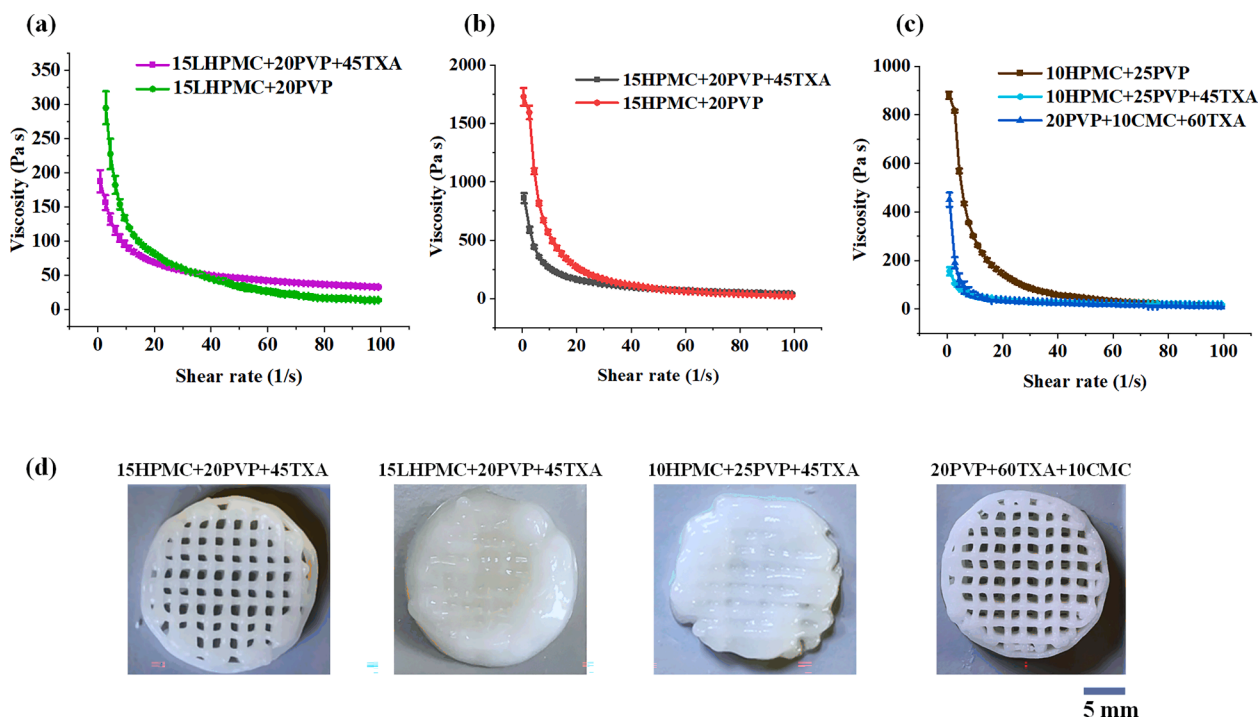 (a)
(b)
(c)
15LHPMC+20PVP+45TXA
15LHPMC+20PVP
350
300
250
200
150
100
50
0
Viscosity (Pa s)
0 20 40 60 80 100
Shear rate (1/s)
15HPMC+20PVP+45TXA
15HPMC+20PVP
2000
1750
1500
1250
1000
750
500
250
0
Viscosity (Pa s)
0 20 40 60 80 100
Shear rate (1/s)
10HPMC+25PVP
10HPMC+25PVP+45TXA
20PVP+10CMC+60TXA
1000
800
600
400
200
0
Viscosity (Pa s)
0 20 40 60 80 100
Shear rate (1/s)
(d)
15HPMC+20PVP+45TXA
15LHPMC+20PVP+45TXA
10HPMC+25PVP+45TXA
20PVP+60TXA+10CMC
5 mm